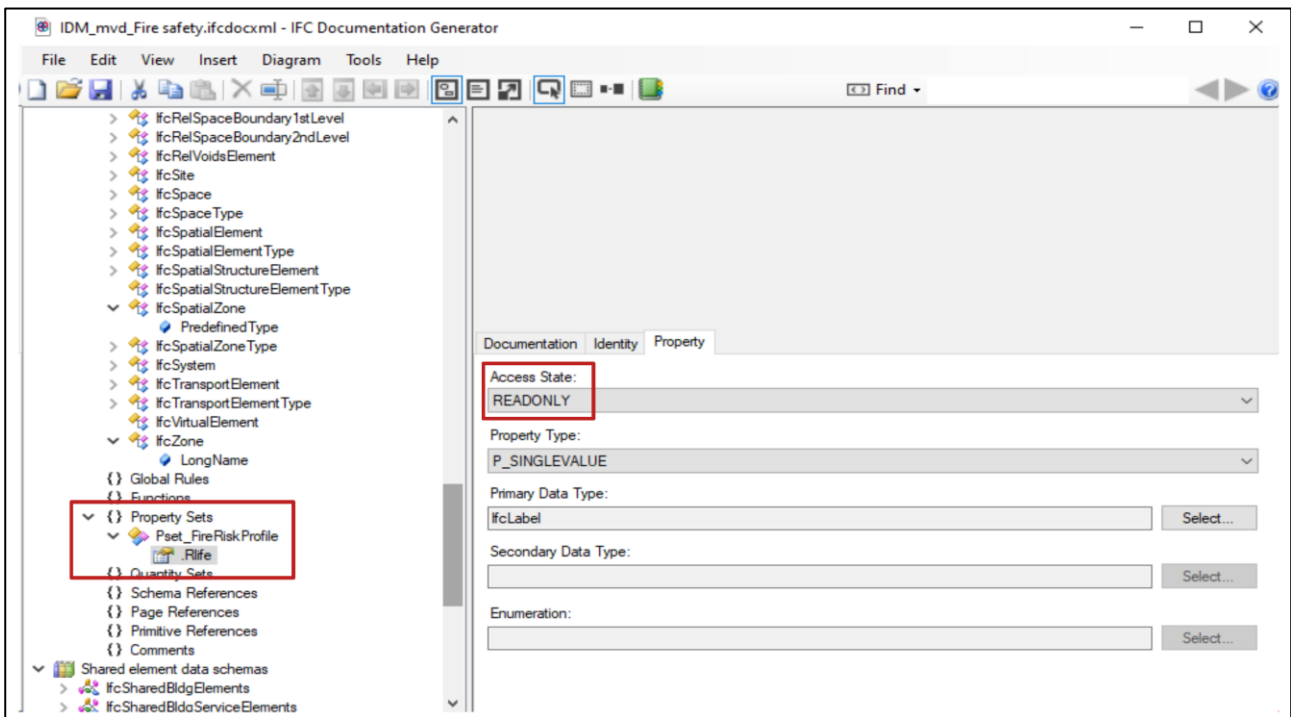 IDM_mvd_Fire safety.ifcdocxml - IFC Documentation Generator
File Edit View Insert Diagram Tools Help
Find
IfcRelSpaceBoundary1stLevel
IfcRelSpaceBoundary2ndLevel
IfcRelVoidsElement
IfcSite
IfcSpace
IfcSpaceType
IfcSpatialElement
IfcSpatialElementType
IfcSpatialStructureElement
IfcSpatialStructureElementType
IfcSpatialZone
PredefinedType
IfcSpatialZoneType
IfcSystem
IfcTransportElement
IfcTransportElementType
IfcVirtualElement
IfcZone
LongName
{} Global Rules
{} Functions
{} Property Sets
Pset_FireRiskProfile
.Rlife
{} Quantity Sets
{} Schema References
{} Page References
{} Primitive References
{} Comments
Shared element data schemas
IfcSharedBldgElements
IfcSharedBldgServiceElements
Documentation Identity Property
Access State:
READONLY
Property Type:
P_SINGLEVALUE
Primary Data Type:
IfcLabel Select...
Secondary Data Type:
Select...
Enumeration:
Select...